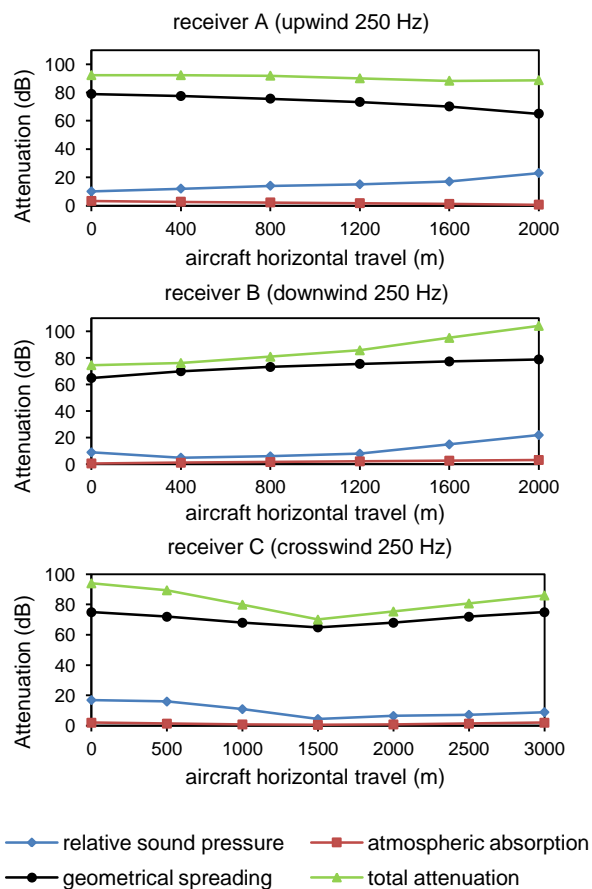 receiver A (upwind 250 Hz)
Attenuation (dB)
100
80
60
40
20
0
0 400 800 1200 1600 2000
aircraft horizontal travel (m)
receiver B (downwind 250 Hz)
Attenuation (dB)
100
80
60
40
20
0
0 400 800 1200 1600 2000
aircraft horizontal travel (m)
receiver C (crosswind 250 Hz)
Attenuation (dB)
100
80
60
40
20
0
0 500 1000 1500 2000 2500 3000
aircraft horizontal travel (m)
relative sound pressure atmospheric absorption
geometrical spreading total attenuation